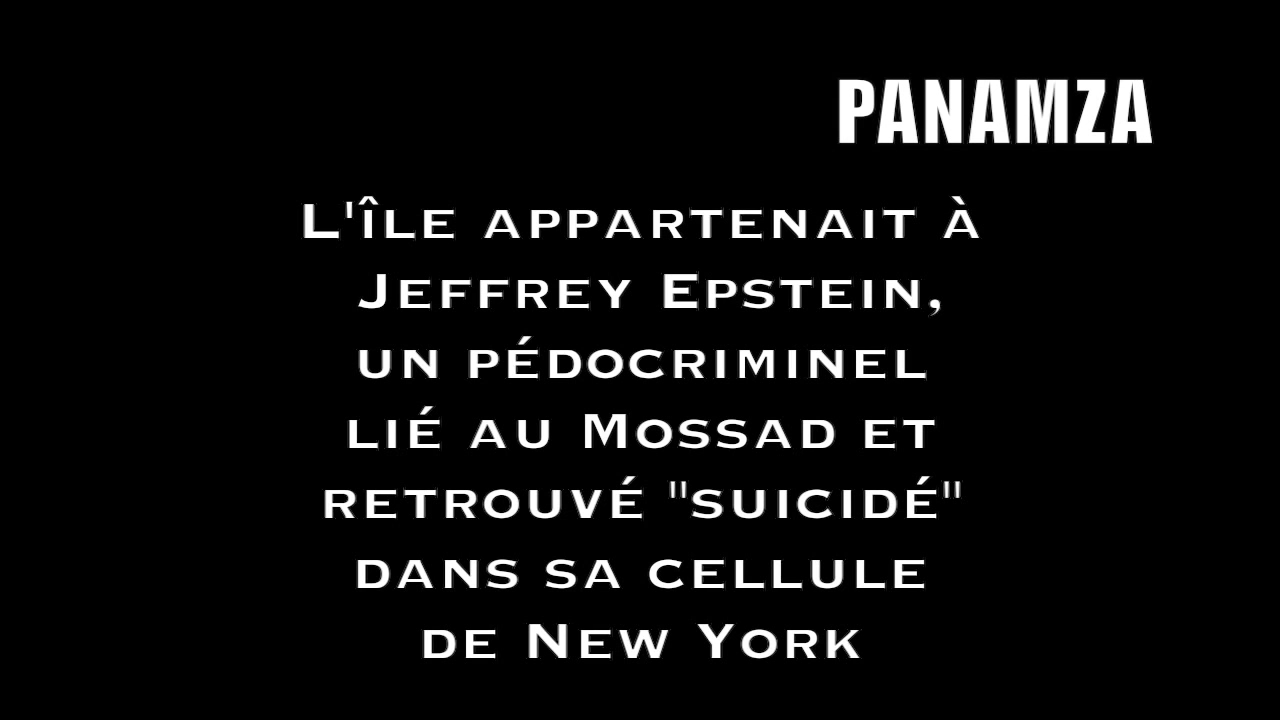 PANAMZA
L'ÎLE APPARTENAIT À
JEFFREY EPSTEIN,
UN PÉDOCRIMINEL
LIÉ AU MOSSAD ET
RETROUVÉ "SUICIDÉ"
DANS SA CELLULE
DE NEW YORK